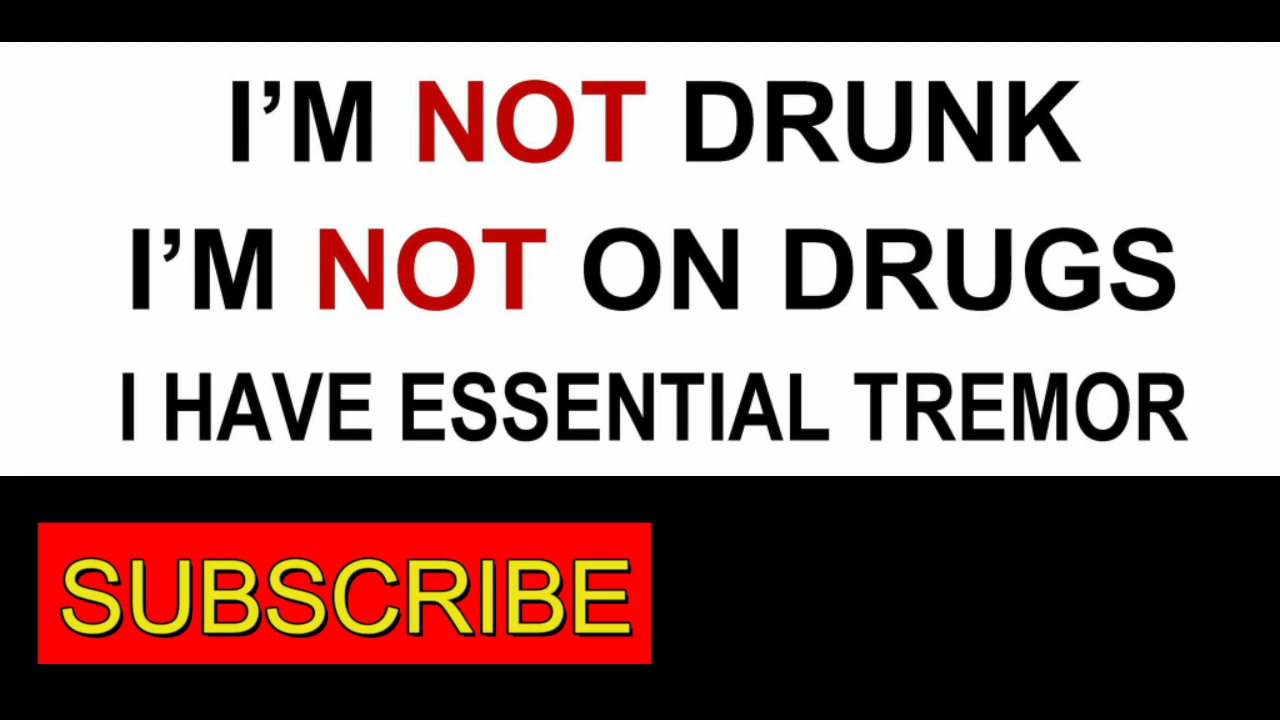 I’M NOT DRUNK
I’M NOT ON DRUGS
I HAVE ESSENTIAL TREMOR
SUBSCRIBE